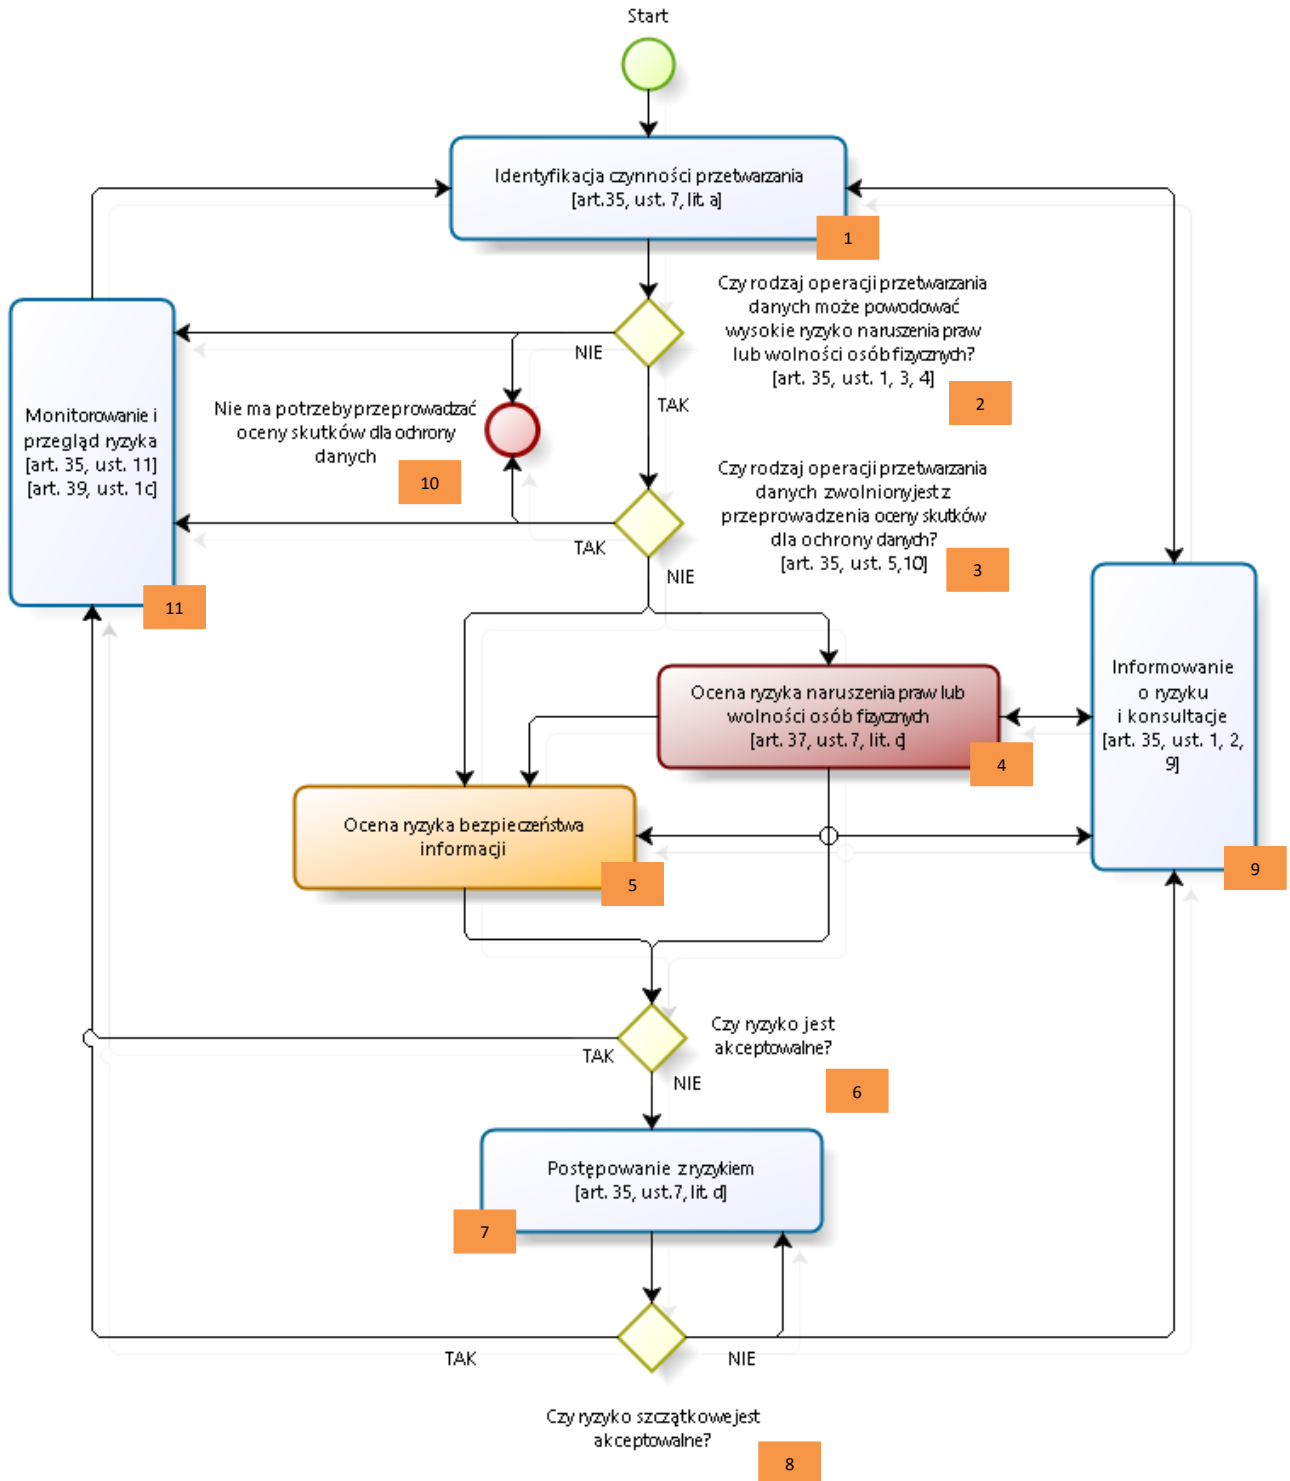 Start
Identyfikacja czynności przetwarzania
[art.35, ust. 7, lit. a]
1
Czy rodzaj operacji przetwarzania
danych może powodować
wysokie ryzyko naruszenia praw
lub wolności osób fizycznych?
[art. 35, ust. 1, 3, 4]
2
NIE
TAK
Nie ma potrzeby przeprowadzać
oceny skutków dla ochrony
danych
10
Monitorowanie i
przegląd ryzyka
[art. 35, ust. 11]
[art. 39, ust. 1c]
11
Czy rodzaj operacji przetwarzania
danych zwolniony jest z
przeprowadzenia oceny skutków
dla ochrony danych?
[art. 35, ust. 5,10]
3
TAK
NIE
Ocena ryzyka naruszenia praw lub
wolności osób fizycznych
[art. 37, ust. 7, lit. c]
4
Informowanie
o ryzyku
i konsultacje
[art. 35, ust. 1, 2,
9]
9
Ocena ryzyka bezpieczeństwa
informacji
5
Czy ryzyko jest
akceptowalne?
6
TAK
NIE
Postępowanie z ryzykiem
[art. 35, ust.7, lit. d]
7
TAK
NIE
Czy ryzyko szczątkowe jest
akceptowalne?
8